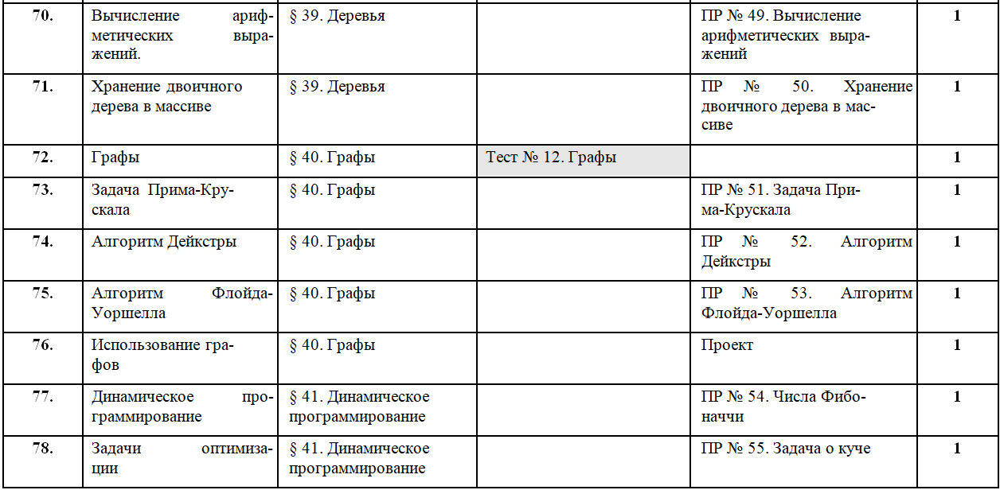 70. Вычисление ариф- § 39. Деревья ПР № 49. Вычисление 1
метических выра- арифметических выра-
жений. жений
71. Хранение двоичного § 39. Деревья ПР № 50. Хранение 1
дерева в массиве двоичного дерева в мас-
сиве
72. Графы § 40. Графы Тест № 12. Графы 1
73. Задача Прима-Кру- § 40. Графы ПР № 51. Задача При- 1
скала ма-Крускала
74. Алгоритм Дейкстры § 40. Графы ПР № 52. Алгоритм 1
Дейкстры
75. Алгоритм Флойда- § 40. Графы ПР № 53. Алгоритм 1
Уоршелла Флойда-Уоршелла
76. Использование гра- § 40. Графы Проект 1
фов
77. Динамическое про- § 41. Динамическое ПР № 54. Числа Фибо- 1
граммирование программирование наччи
78. Задачи оптимиза- § 41. Динамическое ПР № 55. Задача о куче 1
ции программирование